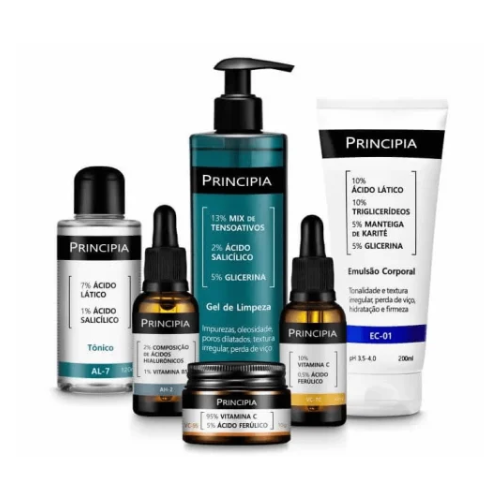 PRINCIPIA
7% ÁCIDO
LÁTICO
1% ÁCIDO
SALICÍLICO
Tônico
AL-7
PRINCIPIA
2% COMPOSIÇÃO
DE ÁCIDOS
HIALURÔNICOS
1% VITAMINA B5
AH-2
PRINCIPIA
13% MIX DE
TENSOATIVOS
2% ÁCIDO
SALICÍLICO
5% GLICERINA
Gel de Limpeza
Impurezas, oleosidade,
poros dilatados, textura
irregular, perda de viço
PRINCIPIA
95% VITAMINA C
5% ÁCIDO FERÚLICO
PRINCIPIA
10%
VITAMINA C
0.5% ÁCIDO
FERÚLICO
PRINCIPIA
10%
ÁCIDO LÁTICO
10%
TRIGLICERÍDEOS
5% MANTEIGA
DE KARITÉ
5% GLICERINA
Emulsão Corporal
Tonalidade e textura
irregular, perda de viço,
hidratação e firmeza
EC-01
pH 3.5-4.0 200ml